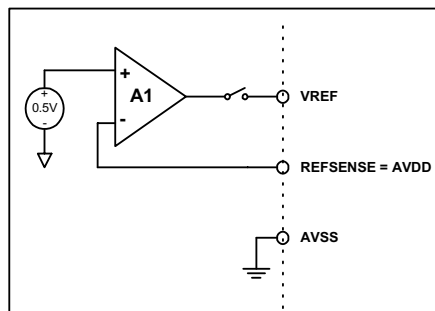 +
A1
-
+
0.5V
-
VREF
REFSENSE = AVDD
AVSS